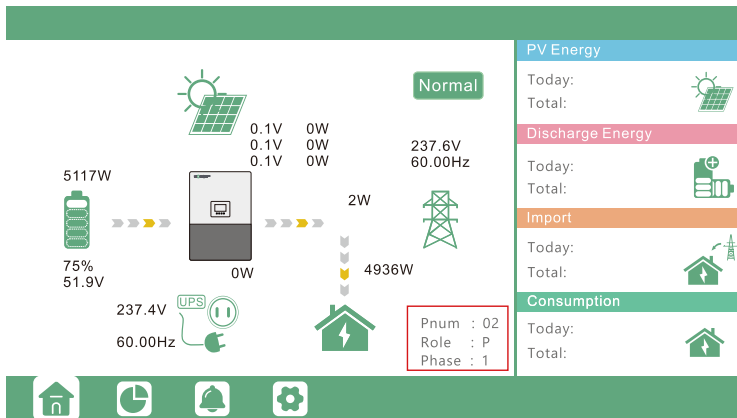 Normal
0.1V 0W
0.1V 0W
0.1V 0W
237.6V
60.00Hz
5117W
2W
75%
51.9V
0W
4936W
237.4V
UPS
60.00Hz
Pnum : 02
Role : P
Phase : 1
PV Energy
Today:
Total:
Discharge Energy
Today:
Total:
Import
Today:
Total:
Consumption
Today:
Total: